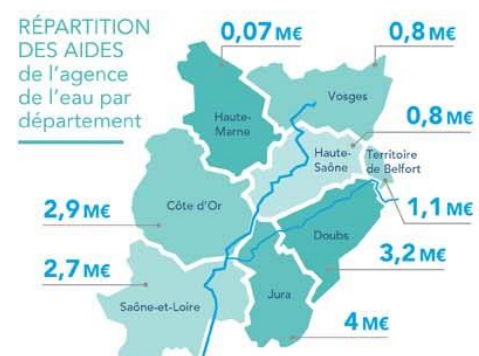 RÉPARTITION
DES AIDES
de l'agence
de l'eau par
département
0,07 M€
0,8 M€
Vosges
Haute-
Marne
0,8 M€
Haute-
Saône
Territoire
de Belfort
Côte d'Or
2,9 M€
1,1 M€
Doubs
3,2 M€
2,7 M€
Saône-et-Loire
Jura
4 M€